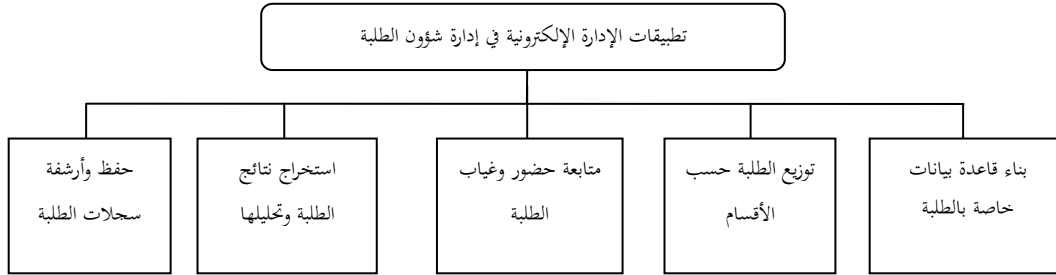 تطبيقات الإدارة الإلكترونية في إدارة شؤون الطلبة
بناء قاعدة بيانات
خاصة بالطلبة
توزيع الطلبة حسب
الأقسام
متابعة حضور وغياب
الطلبة
استخراج نتائج
الطلبة وتحليلها
حفظ وأرشفة
سجلات الطلبة